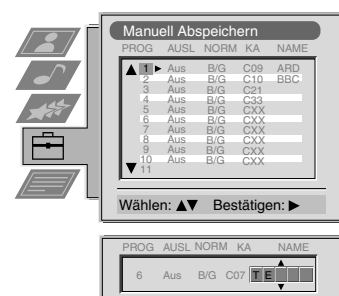 Manuell Abspeichern
PROG AUSL NORM KA NAME
1 Aus B/G C09 ARD
2 Aus B/G C10 BBC
3 Aus B/G C21
4 Aus B/G C33
5 Aus B/G CXX
6 Aus B/G CXX
7 Aus B/G CXX
8 Aus B/G CXX
9 Aus B/G CXX
10 Aus B/G CXX
11
Wählen: ▲▼ Bestätigen: ►
PROG AUSL NORM KA NAME
6 Aus B/G C07 TE